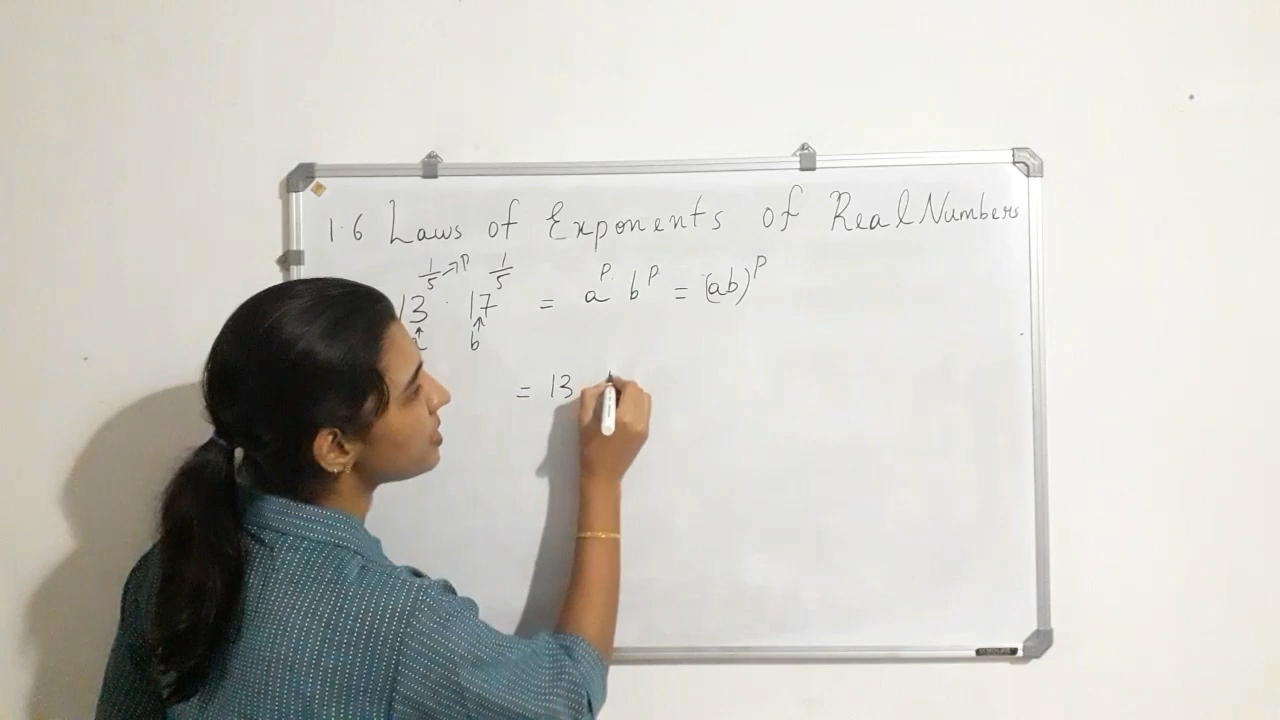 1.6 Laws of Exponents of Real Numbers
1/5 → P 1/5
13 · 17 = a^P · b^P = (ab)^P
b
= 13